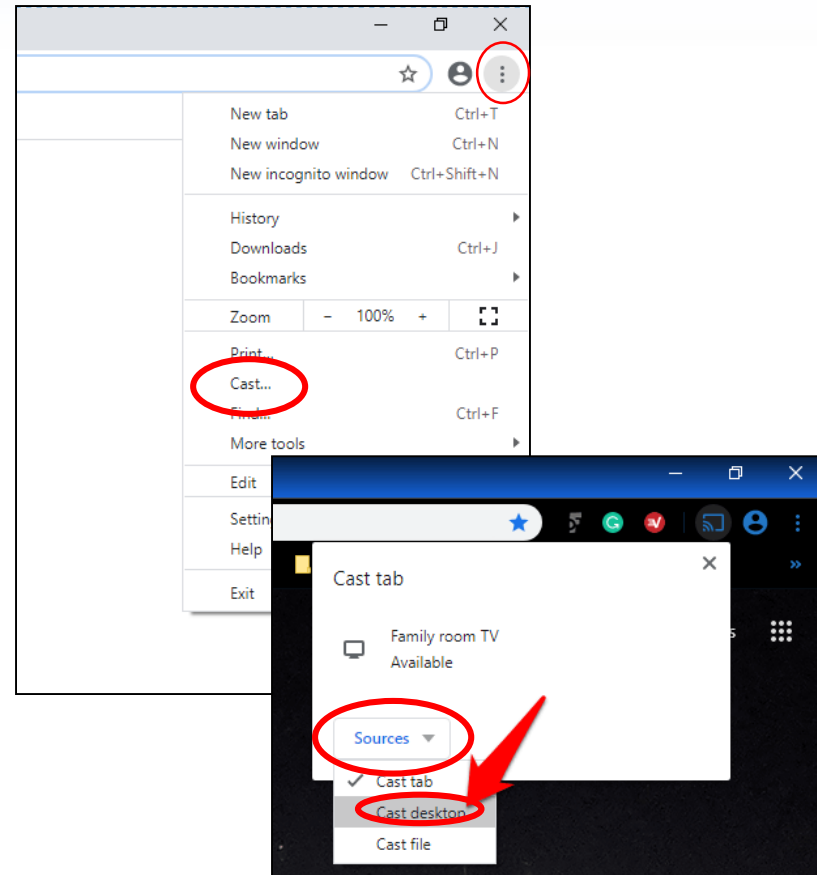 New tab Ctrl+T
New window Ctrl+N
New incognito window Ctrl+Shift+N
History
Downloads Ctrl+J
Bookmarks
Zoom - 100% +
Print... Ctrl+P
Cast...
Find... Ctrl+F
More tools
Edit
Settin
Help
Exit
Cast tab
Family room TV
Available
s
Sources
Cast tab
Cast desktop
Cast file